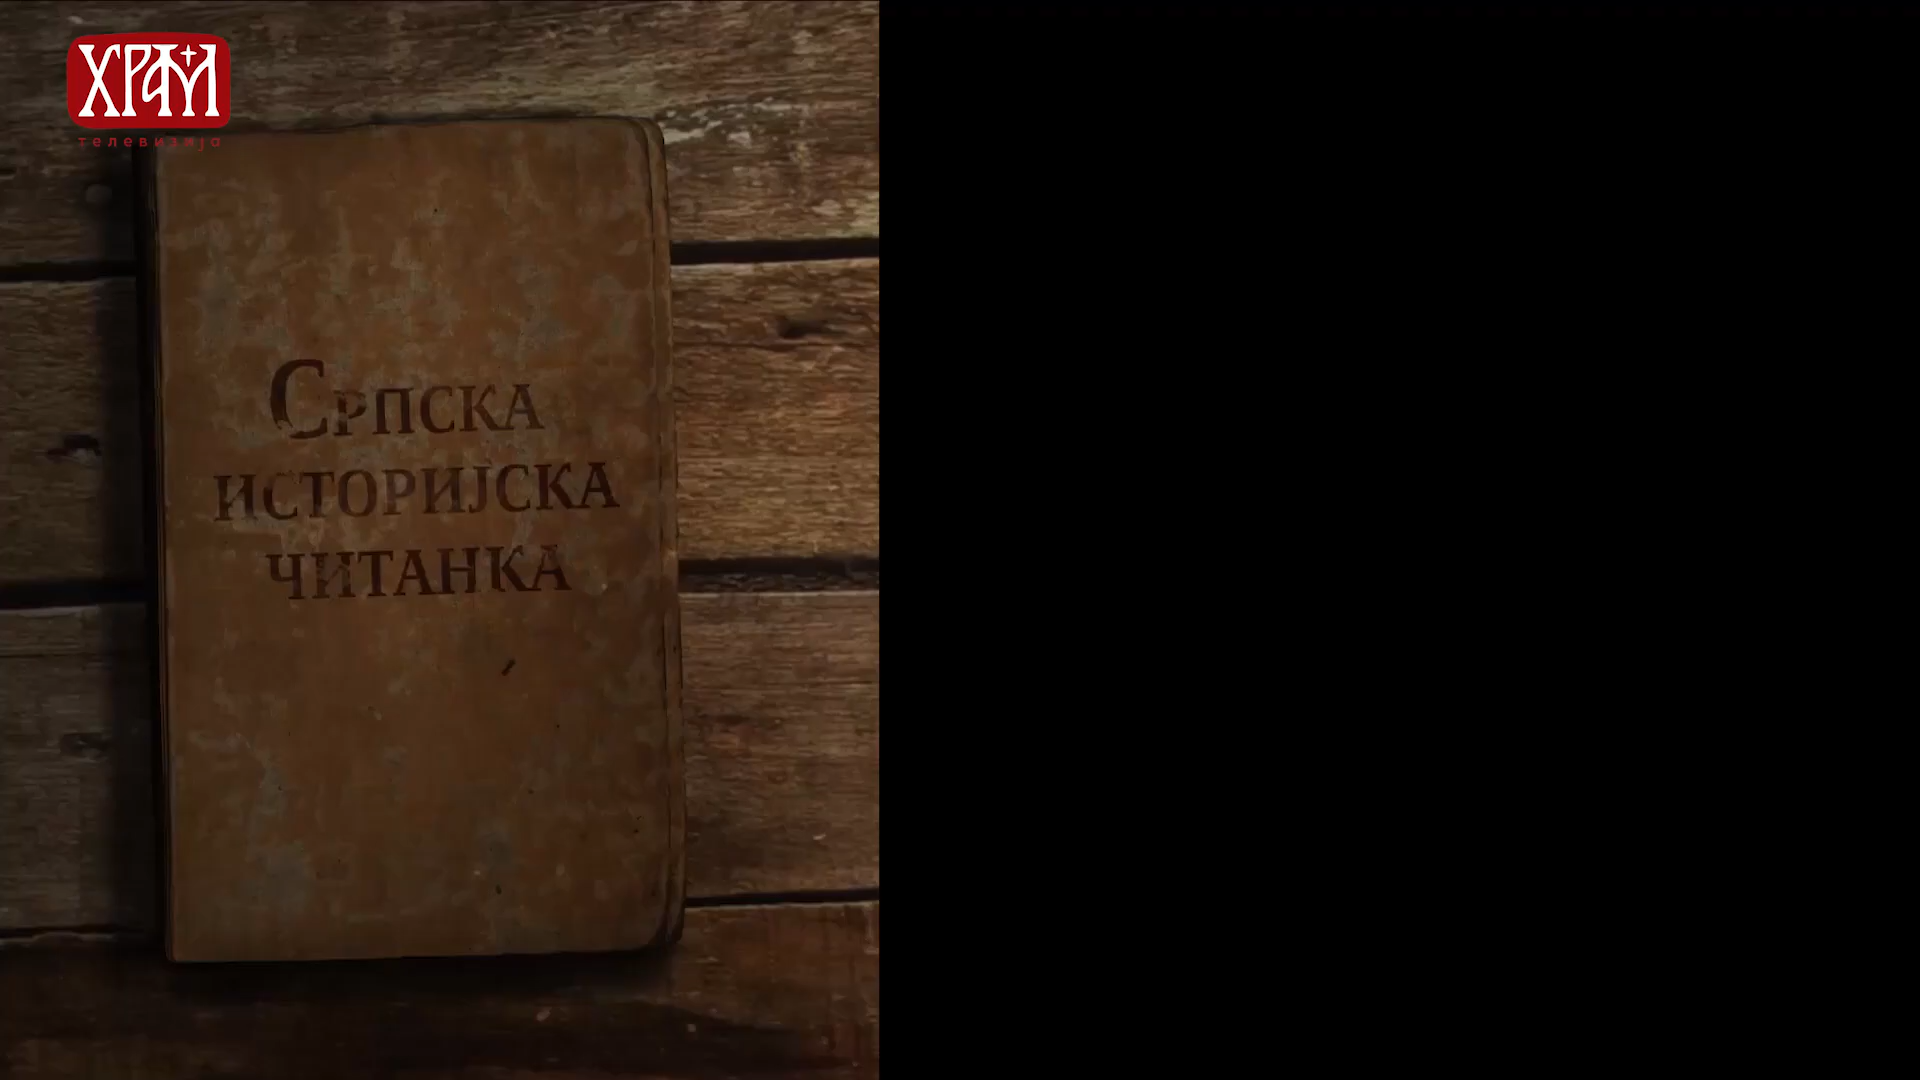 ХРАМ
телевизија
Српска
историјска
читанка